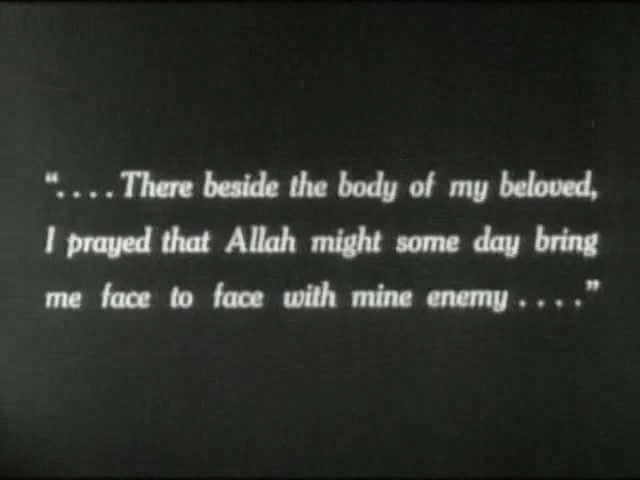 “. . . . There beside the body of my beloved,
I prayed that Allah might some day bring
me face to face with mine enemy . . . .”